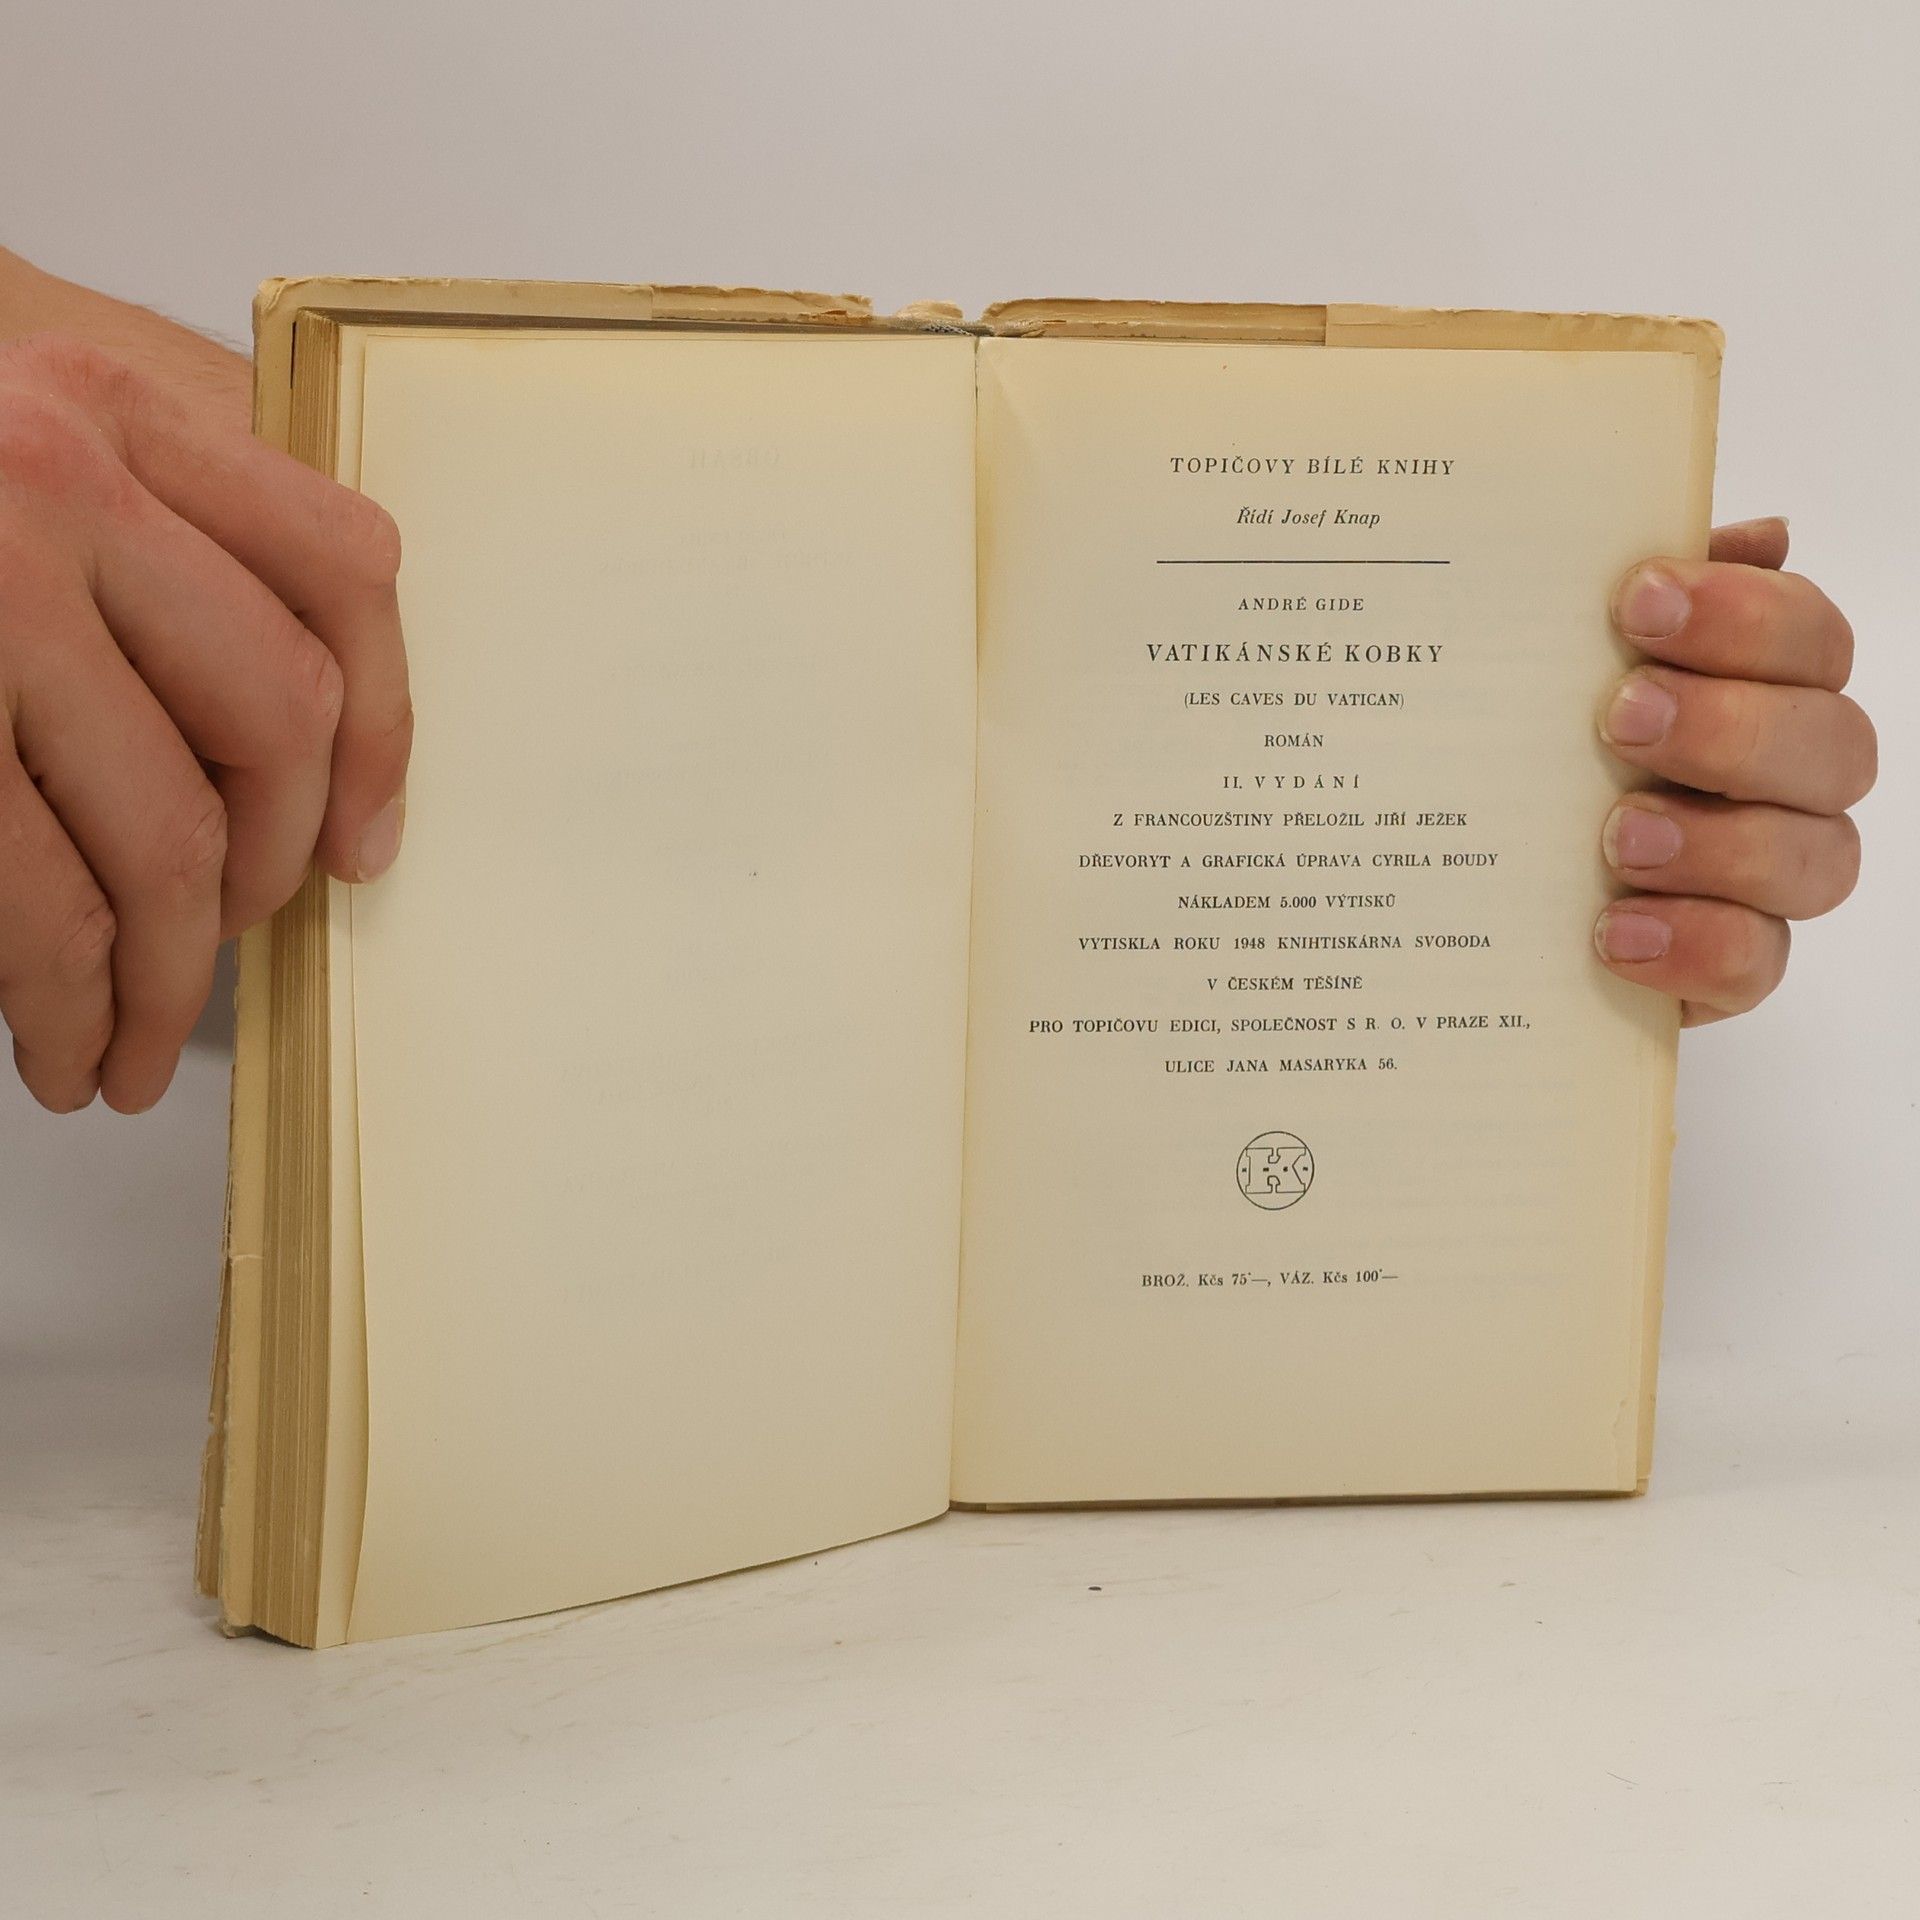 TOPIČOVY BÍLÉ KNIHY
Řídí Josef Knap
ANDRÉ GIDE
VATIKÁNSKÉ KOBKY
(LES CAVES DU VATICAN)
ROMÁN
II. VYDÁNÍ
Z FRANCOUZŠTINY PŘELOŽIL JIŘÍ JEŽEK
DŘEVORYT A GRAFICKÁ ÚPRAVA CYRILA BOUDY
NÁKLADEM 5.000 VÝTISKŮ
VYTISKLA ROKU 1948 KNIHTISKÁRNA SVOBODA
V ČESKÉM TĚŠÍNĚ
PRO TOPIČOVU EDICI, SPOLEČNOST S R. O. V PRAZE XII.,
ULICE JANA MASARYKA 56.
K
BROŽ. Kčs 75·—, VÁZ. Kčs 100·—